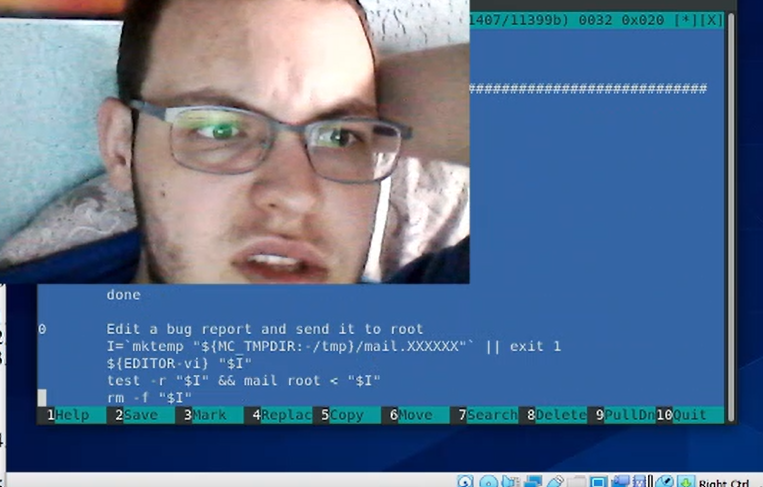 1407/11399b) 0032 0x020 [*][X]
############################
done
0 Edit a bug report and send it to root
I=`mktemp "${MC_TMPDIR:-/tmp}/mail.XXXXXX"` || exit 1
${EDITOR-vi} "$I"
test -r "$I" && mail root < "$I"
rm -f "$I"
1Help 2Save 3Mark 4Replac 5Copy 6Move 7Search 8Delete 9PullDn 10Quit
Right Ctrl